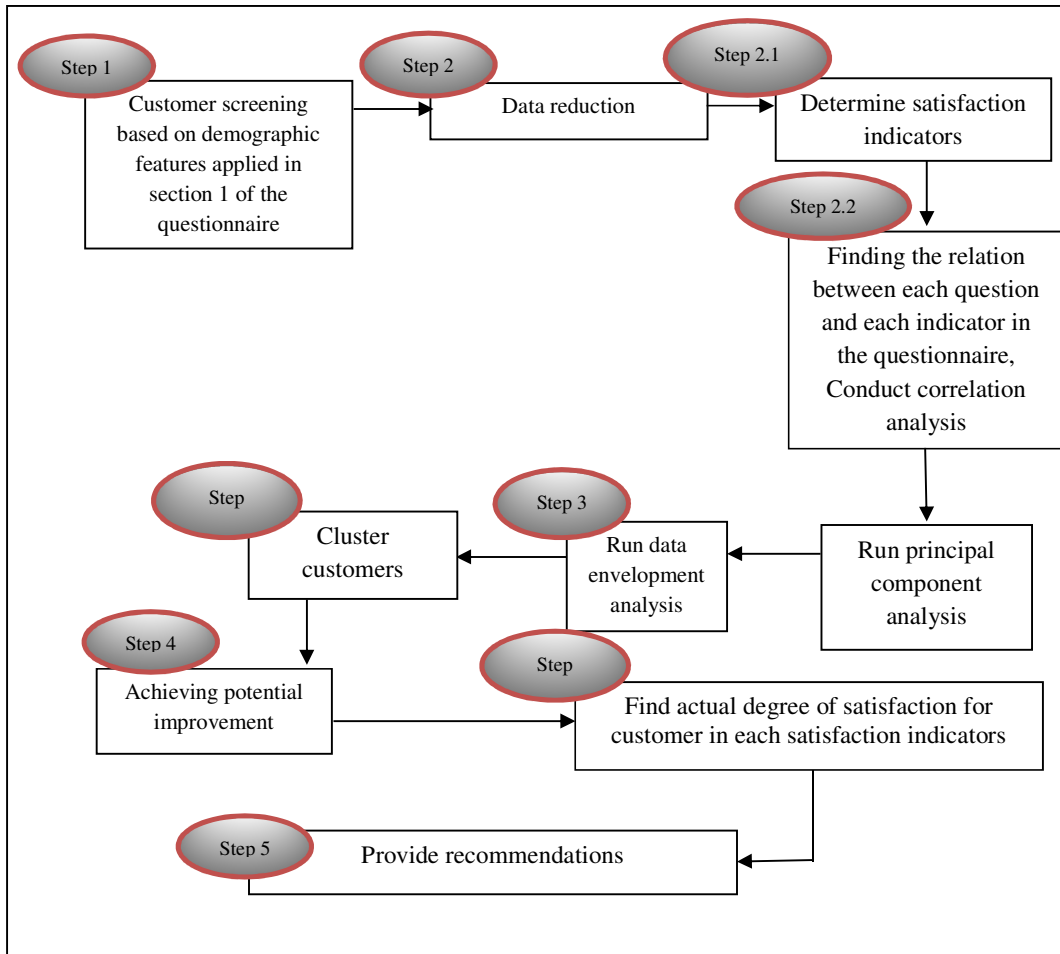 Step 1
Customer screening
based on demographic
features applied in
section 1 of the
questionnaire
Step 2
Data reduction
Step 2.1
Determine satisfaction
indicators
Step 2.2
Finding the relation
between each question
and each indicator in
the questionnaire,
Conduct correlation
analysis
Run principal
component
analysis
Step 3
Run data
envelopment
analysis
Step
Cluster
customers
Step 4
Achieving potential
improvement
Step
Find actual degree of satisfaction for
customer in each satisfaction indicators
Step 5
Provide recommendations